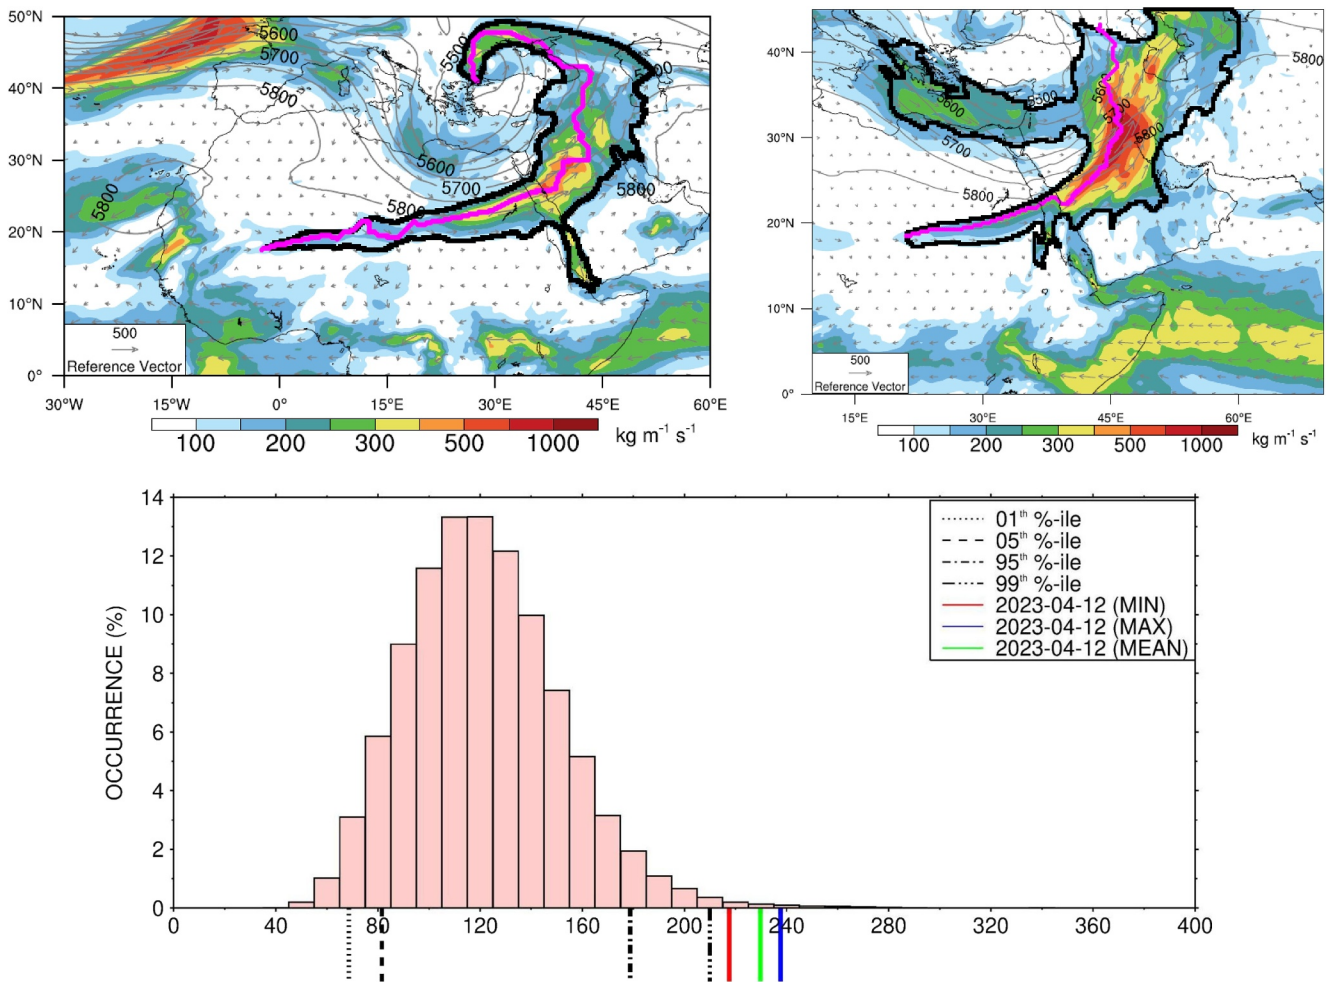 50°N
40°N
30°N
20°N
10°N
0°
5600
5700
5800
5500
5800
5600
5700
5800
5800
500
Reference Vector
30W
15°W
0°
15°E
30°E
45°E
60°E
100 200 300 500 1000 kg m⁻¹ s⁻¹
40°N
30°N
20°N
10°N
0°
5800
5600
5500
5700
5700
5800
5800
500
Reference Vector
15°E
30°E
45°E
60°E
100 200 300 500 1000 kg m⁻¹ s⁻¹
OCCURRENCE (%)
14
12
10
8
6
4
2
0
01th %-ile
05th %-ile
95th %-ile
99th %-ile
2023-04-12 (MIN)
2023-04-12 (MAX)
2023-04-12 (MEAN)
0 40 80 120 160 200 240 280 320 360 400